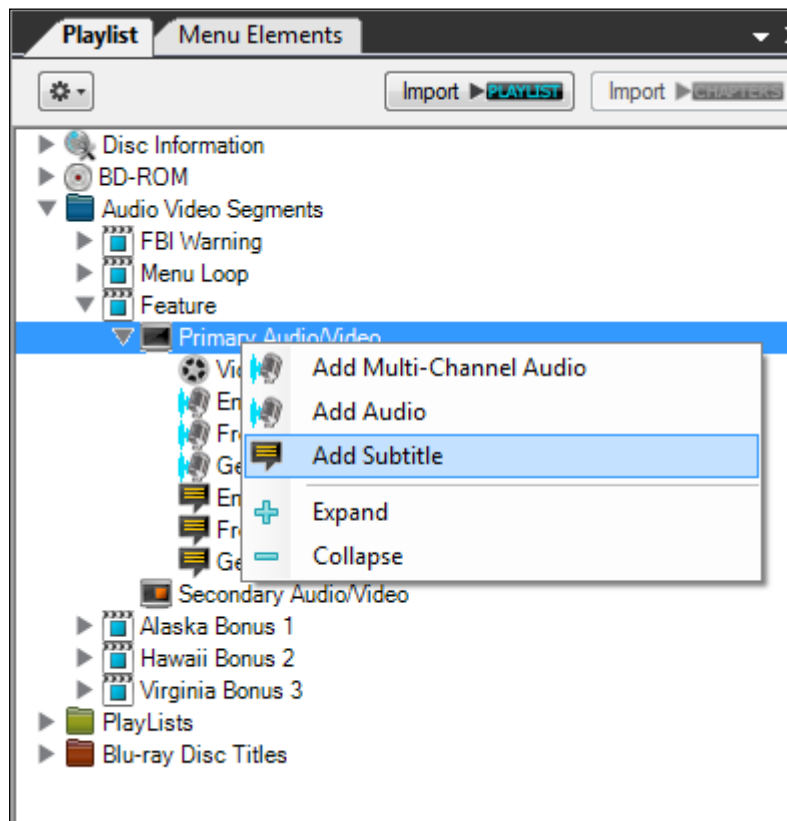 Playlist Menu Elements
Import PLAYLIST Import CHAPTERS
Disc Information
BD-ROM
Audio Video Segments
FBI Warning
Menu Loop
Feature
Primary Audio/Video
Add Multi-Channel Audio
Add Audio
Add Subtitle
Expand
Collapse
Secondary Audio/Video
Alaska Bonus 1
Hawaii Bonus 2
Virginia Bonus 3
PlayLists
Blu-ray Disc Titles